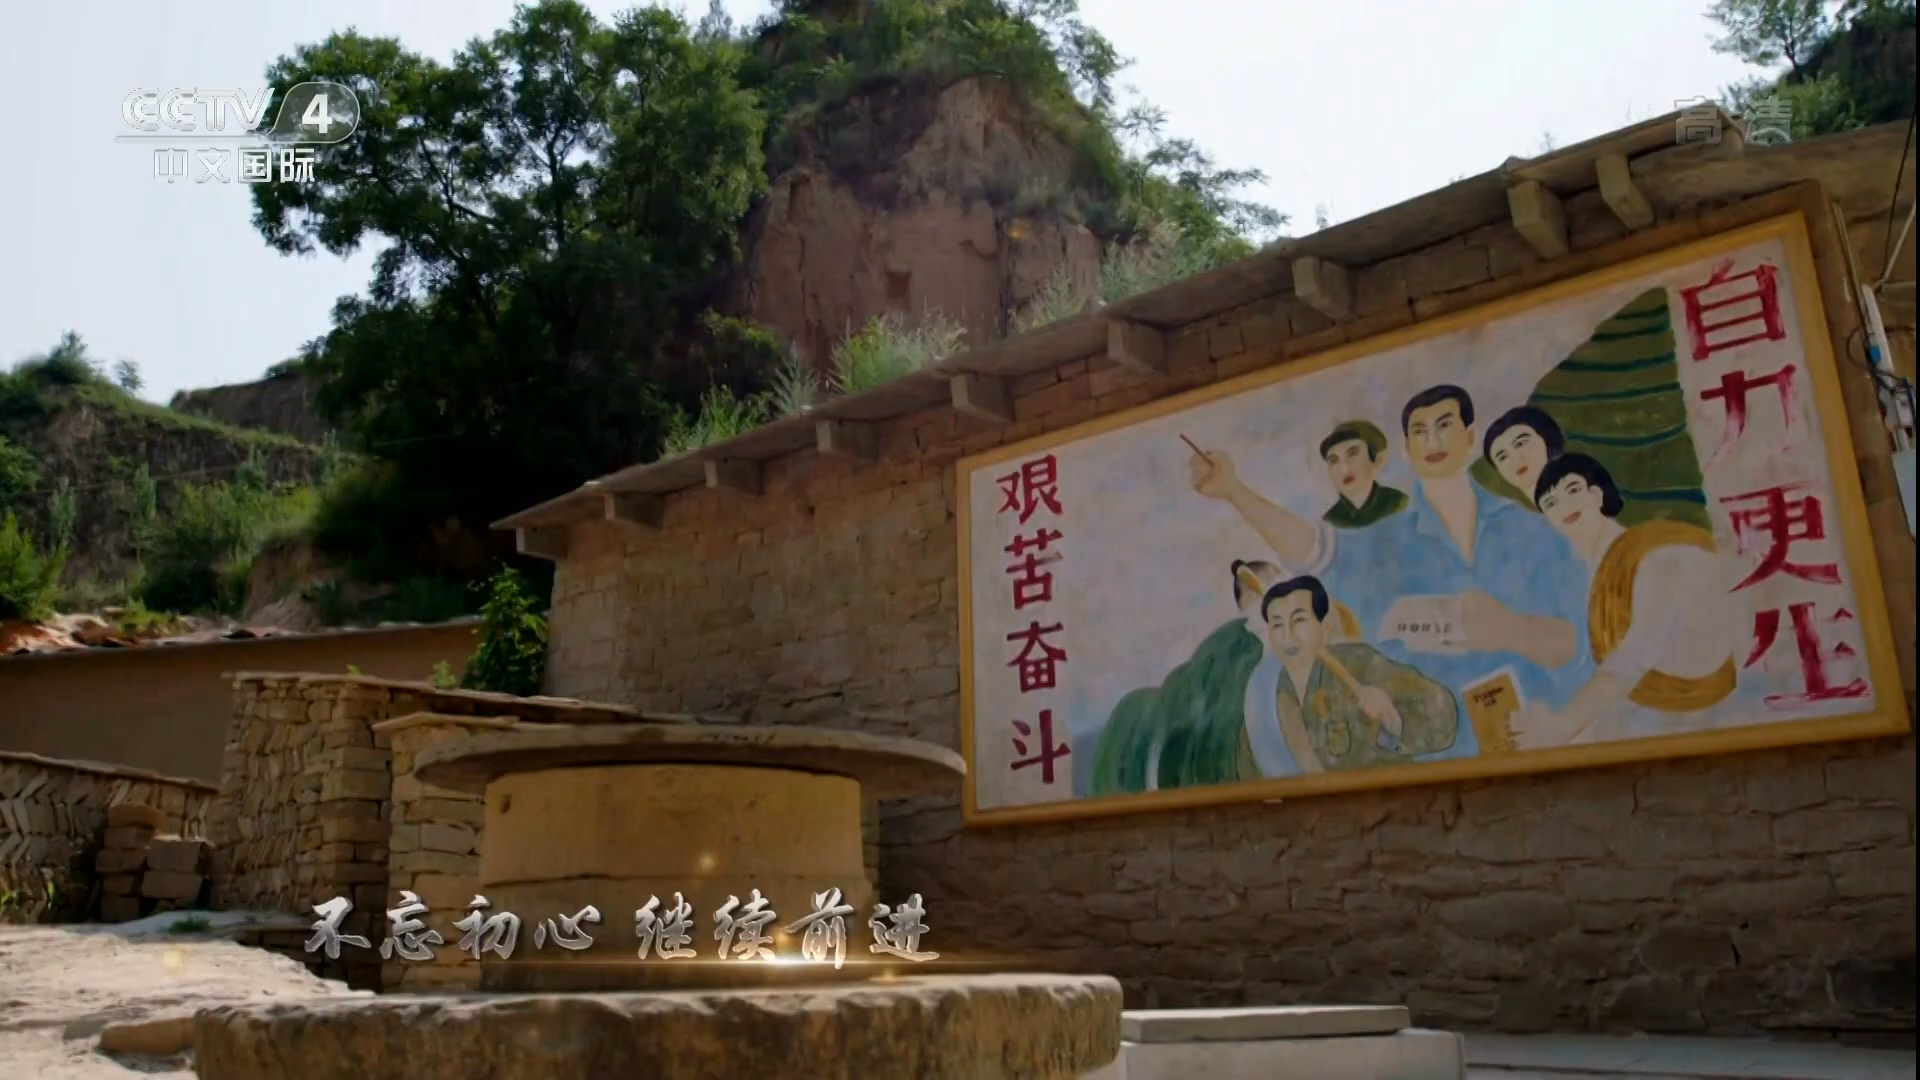 CCTV 4
中文国际
高清
自力更生
艰苦奋斗
不忘初心 继续前进